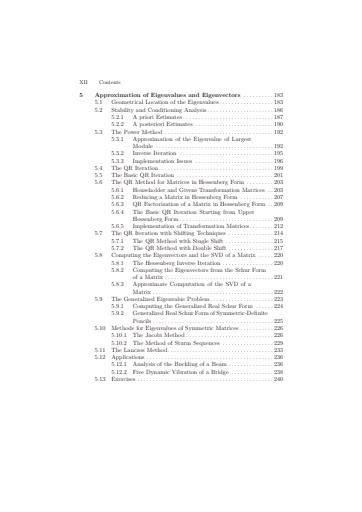 XII Contents
5 Approximation of Eigenvalues and Eigenvectors . . . . . . . . . . 183
5.1 Geometrical Location of the Eigenvalues . . . . . . . . . . . . . . . . . 183
5.2 Stability and Conditioning Analysis . . . . . . . . . . . . . . . . . . . . 186
5.2.1 A priori Estimates . . . . . . . . . . . . . . . . . . . . . . . . . . . 187
5.2.2 A posteriori Estimates . . . . . . . . . . . . . . . . . . . . . . . . 190
5.3 The Power Method . . . . . . . . . . . . . . . . . . . . . . . . . . . . . . . . . 192
5.3.1 Approximation of the Eigenvalue of Largest
Module . . . . . . . . . . . . . . . . . . . . . . . . . . . . . . . . . . . . 192
5.3.2 Inverse Iteration . . . . . . . . . . . . . . . . . . . . . . . . . . . . . 195
5.3.3 Implementation Issues . . . . . . . . . . . . . . . . . . . . . . . . 196
5.4 The QR Iteration . . . . . . . . . . . . . . . . . . . . . . . . . . . . . . . . . . 199
5.5 The Basic QR Iteration . . . . . . . . . . . . . . . . . . . . . . . . . . . . . 201
5.6 The QR Method for Matrices in Hessenberg Form . . . . . . . . 203
5.6.1 Householder and Givens Transformation Matrices . . 203
5.6.2 Reducing a Matrix in Hessenberg Form . . . . . . . . . . 207
5.6.3 QR Factorization of a Matrix in Hessenberg Form . . 209
5.6.4 The Basic QR Iteration Starting from Upper
Hessenberg Form . . . . . . . . . . . . . . . . . . . . . . . . . . . . 209
5.6.5 Implementation of Transformation Matrices . . . . . . . 212
5.7 The QR Iteration with Shifting Techniques . . . . . . . . . . . . . . 214
5.7.1 The QR Method with Single Shift . . . . . . . . . . . . . . . 215
5.7.2 The QR Method with Double Shift . . . . . . . . . . . . . . 217
5.8 Computing the Eigenvectors and the SVD of a Matrix . . . . . 220
5.8.1 The Hessenberg Inverse Iteration . . . . . . . . . . . . . . . . 220
5.8.2 Computing the Eigenvectors from the Schur Form
of a Matrix . . . . . . . . . . . . . . . . . . . . . . . . . . . . . . . . . 221
5.8.3 Approximate Computation of the SVD of a
Matrix . . . . . . . . . . . . . . . . . . . . . . . . . . . . . . . . . . . . 222
5.9 The Generalized Eigenvalue Problem . . . . . . . . . . . . . . . . . . . 223
5.9.1 Computing the Generalized Real Schur Form . . . . . . 224
5.9.2 Generalized Real Schur Form of Symmetric-Definite
Pencils . . . . . . . . . . . . . . . . . . . . . . . . . . . . . . . . . . . . 225
5.10 Methods for Eigenvalues of Symmetric Matrices . . . . . . . . . . 226
5.10.1 The Jacobi Method . . . . . . . . . . . . . . . . . . . . . . . . . . 226
5.10.2 The Method of Sturm Sequences . . . . . . . . . . . . . . . . 229
5.11 The Lanczos Method . . . . . . . . . . . . . . . . . . . . . . . . . . . . . . . 233
5.12 Applications . . . . . . . . . . . . . . . . . . . . . . . . . . . . . . . . . . . . . . 236
5.12.1 Analysis of the Buckling of a Beam . . . . . . . . . . . . . . 236
5.12.2 Free Dynamic Vibration of a Bridge . . . . . . . . . . . . . 238
5.13 Exercises . . . . . . . . . . . . . . . . . . . . . . . . . . . . . . . . . . . . . . . . . 240